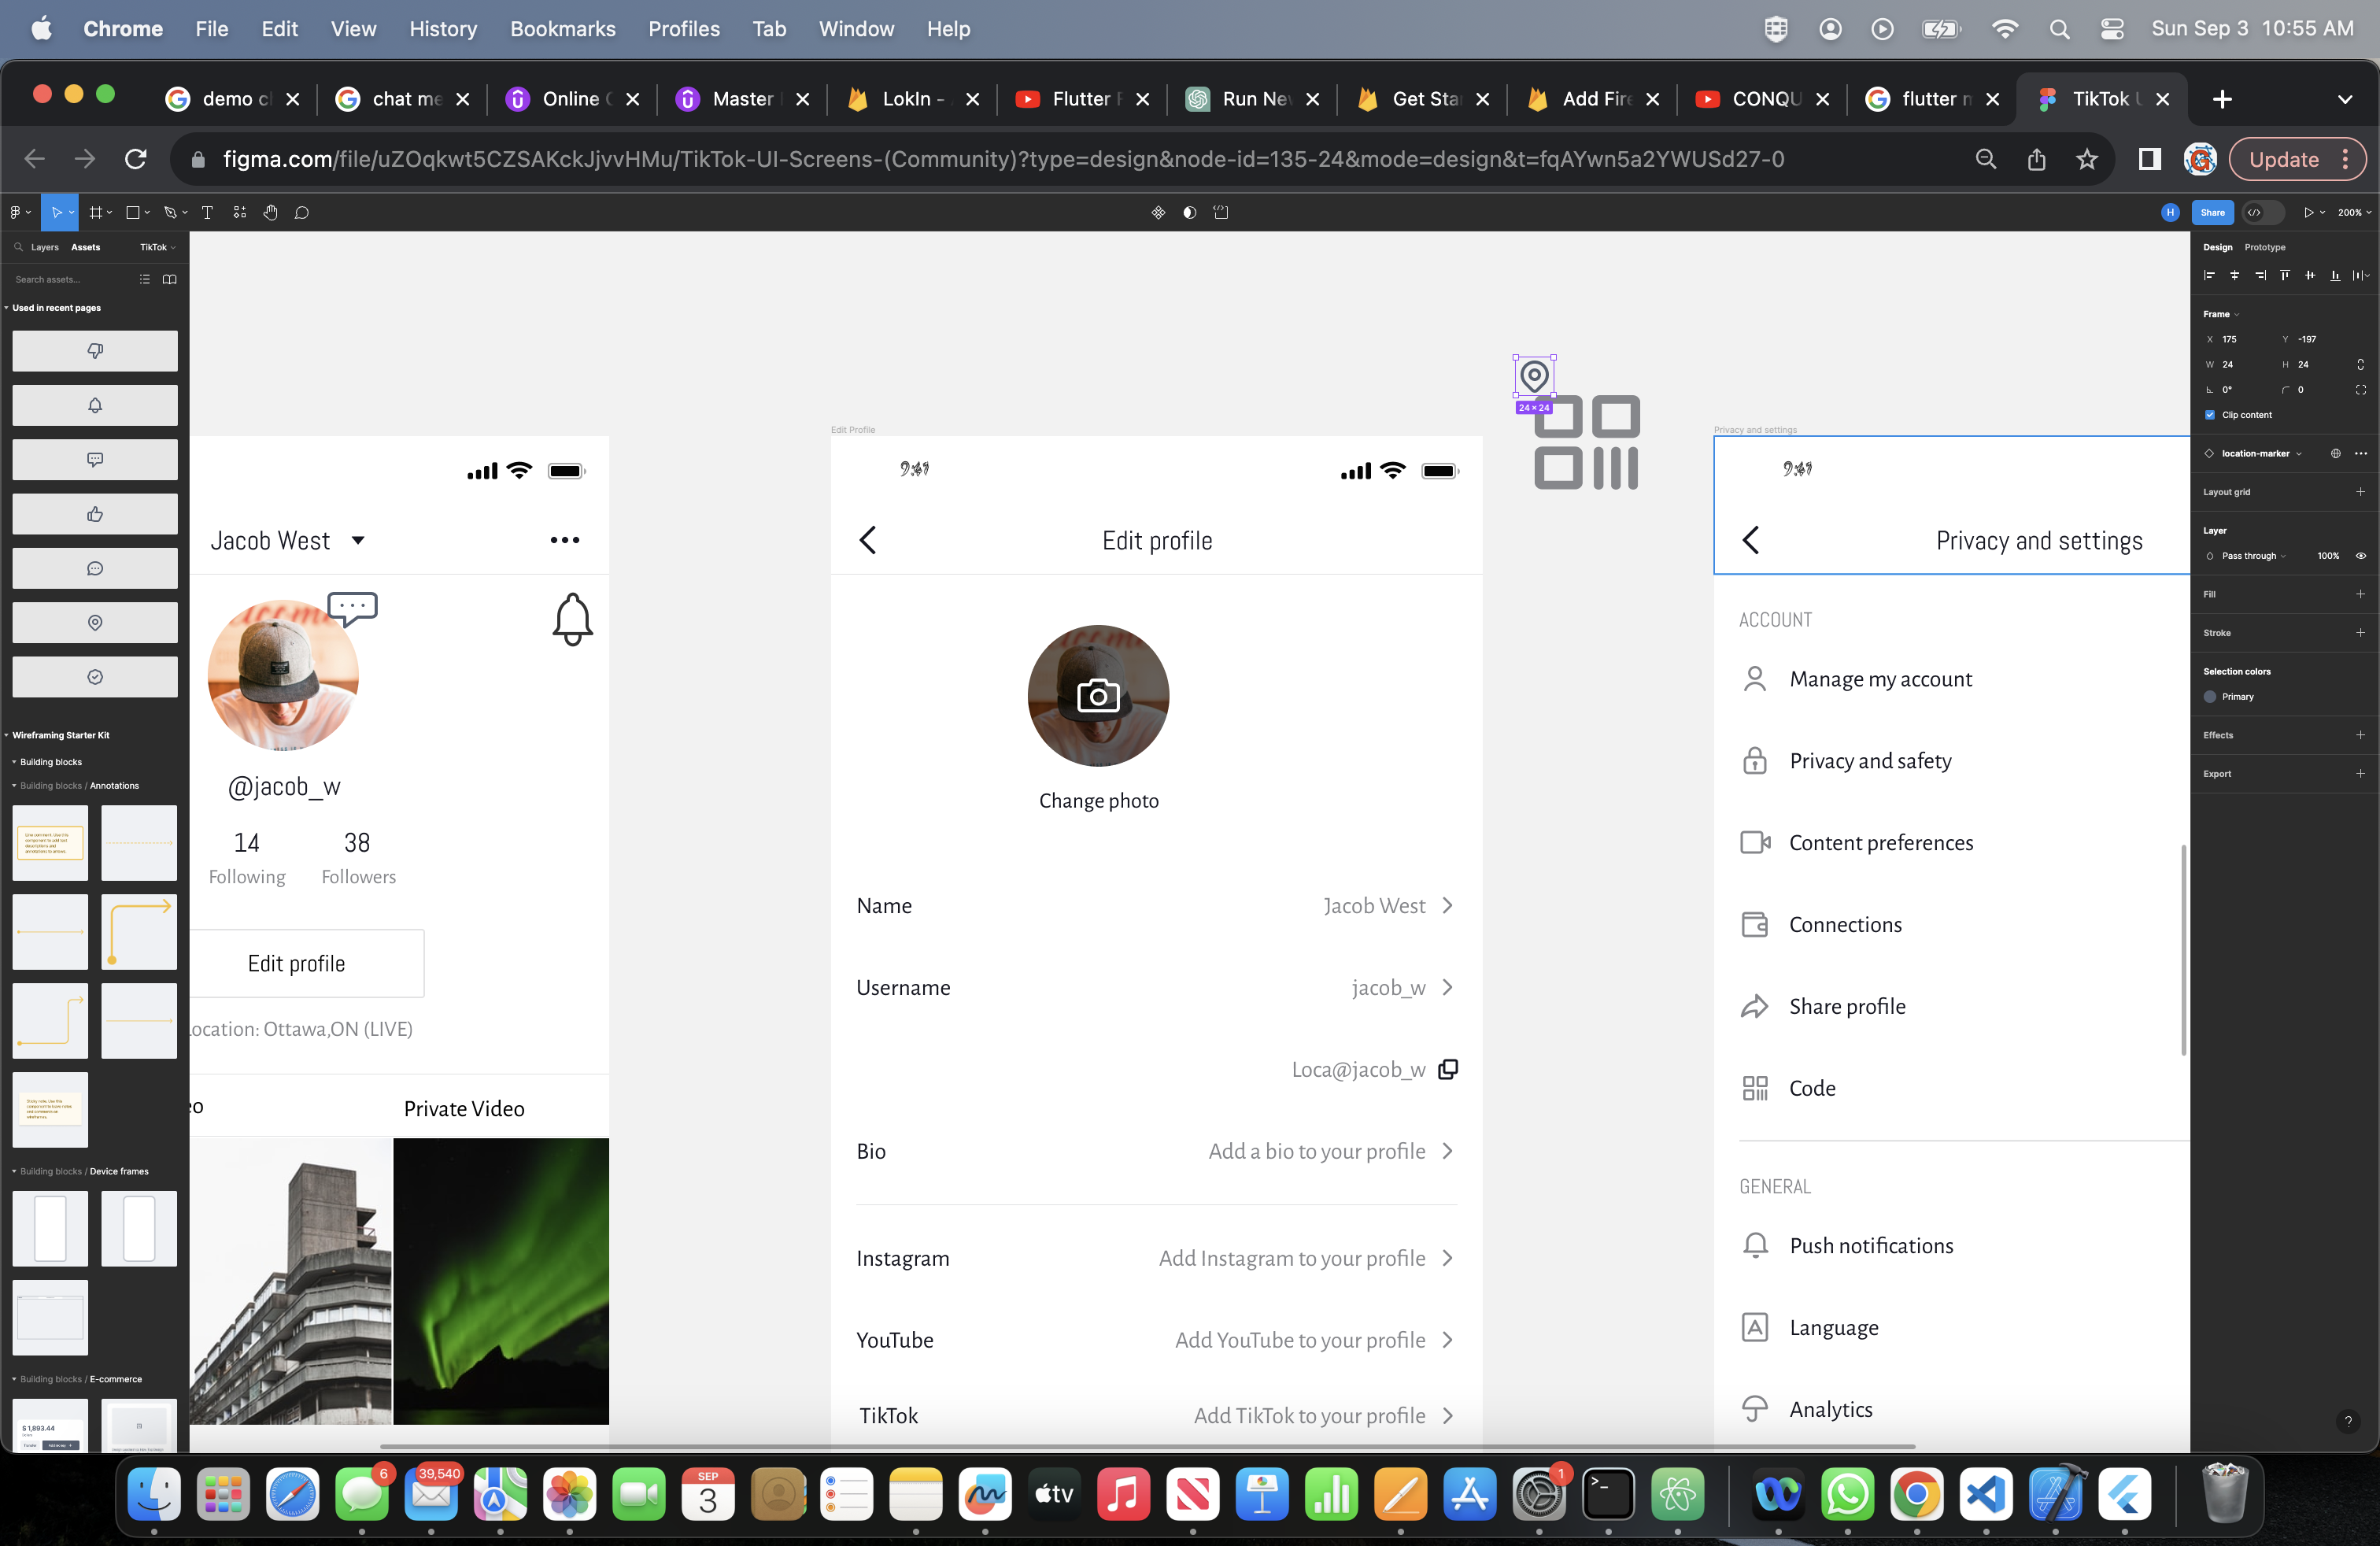 Chrome File Edit View History Bookmarks Profiles Tab Window Help Sun Sep 3 10:55 AM
demo c chat me Online Master LokIn - Flutter Run Ne Get Sta Add Fire CONQU flutter TikTok
figma.com/file/uZOqkwt5CZSAKckJjvvHMu/TikTok-UI-Screens-(Community)?type=design&node-id=135-24&mode=design&t=fqAYwn5a2YWUSd27-0 Update
H Share 200%
Layers Assets TikTok
Search assets...
Used in recent pages
Wireframing Starter Kit
Building blocks
Building blocks / Annotations
Building blocks / Device frames
Building blocks / E-commerce
$ 1,893.44
Jacob West
@jacob_w
14 38
Following Followers
Edit profile
ocation: Ottawa,ON (LIVE)
eo Private Video
Edit Profile
9:41
Edit profile
Change photo
Name Jacob West
Username jacob_w
Loca@jacob_w
Bio Add a bio to your profile
Instagram Add Instagram to your profile
YouTube Add YouTube to your profile
TikTok Add TikTok to your profile
24 × 24
Privacy and settings
9:41
Privacy and settings
ACCOUNT
Manage my account
Privacy and safety
Content preferences
Connections
Share profile
Code
GENERAL
Push notifications
Language
Analytics
Design Prototype
Frame
X 175 Y -197
W 24 H 24
0° 0
Clip content
location-marker
Layout grid
Layer
Pass through 100%
Fill
Stroke
Selection colors
Primary
Effects
Export
?
6 39,540 SEP 3 tv 1